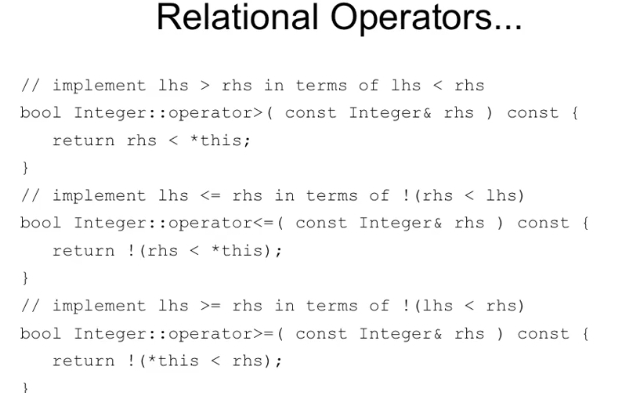 Relational Operators...
// implement lhs > rhs in terms of lhs < rhs
bool Integer::operator>( const Integer& rhs ) const {
return rhs < *this;
}
// implement lhs <= rhs in terms of !(rhs < lhs)
bool Integer::operator<=( const Integer& rhs ) const {
return !(rhs < *this);
}
// implement lhs >= rhs in terms of !(lhs < rhs)
bool Integer::operator>=( const Integer& rhs ) const {
return !(*this < rhs);
}